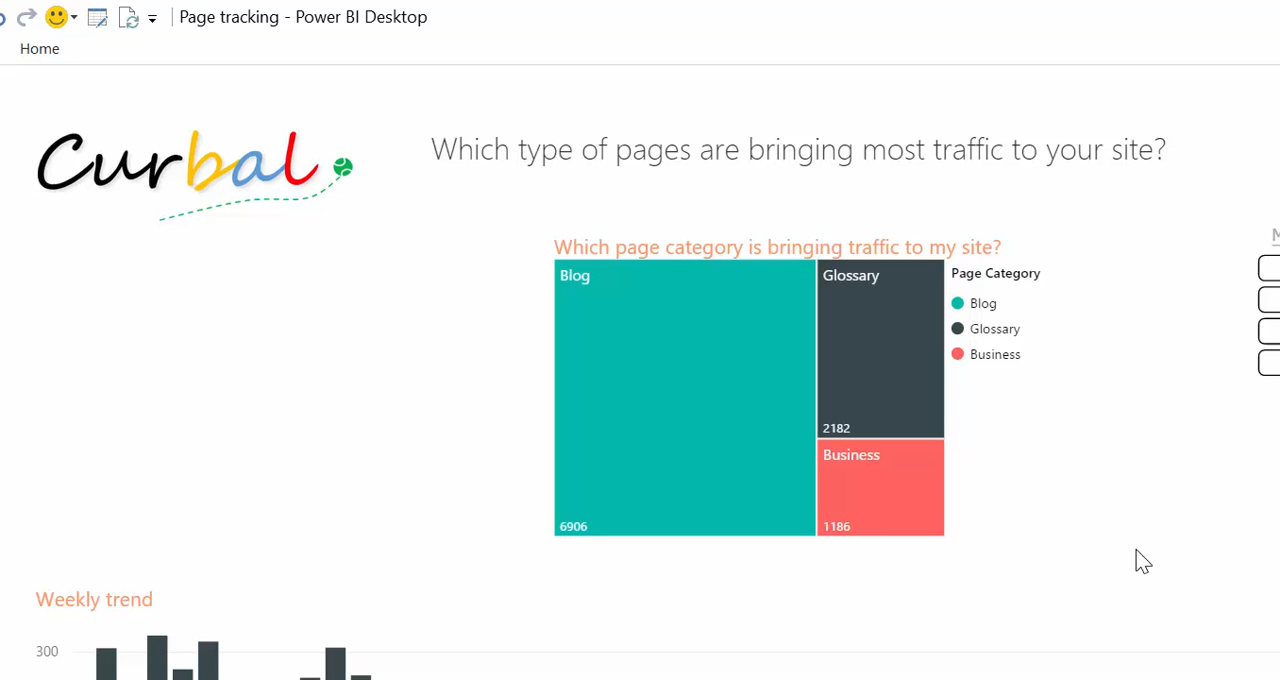 Page tracking - Power BI Desktop
Home
Curbal
Which type of pages are bringing most traffic to your site?
Which page category is bringing traffic to my site?
Blog
6906
Glossary
2182
Business
1186
Page Category
Blog
Glossary
Business
Weekly trend
300